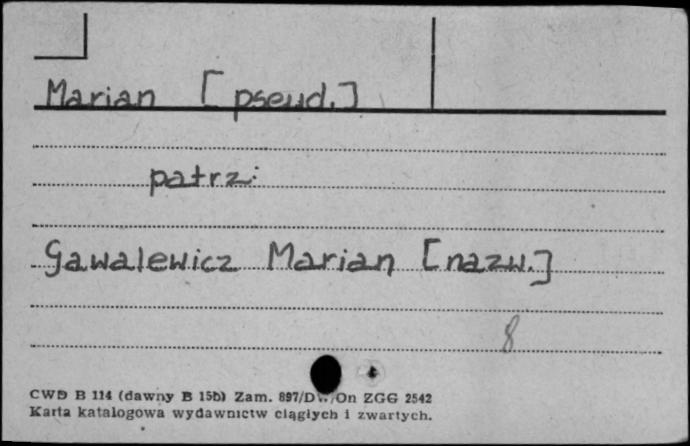 Marian [pseud.]
patrz:
Gawalewicz Marian [nazw.]
8
CWD B 114 (dawny B 15b) Zam. 897/DW/On ZGG 2542
Karta katalogowa wydawnictw ciągłych i zwartych.